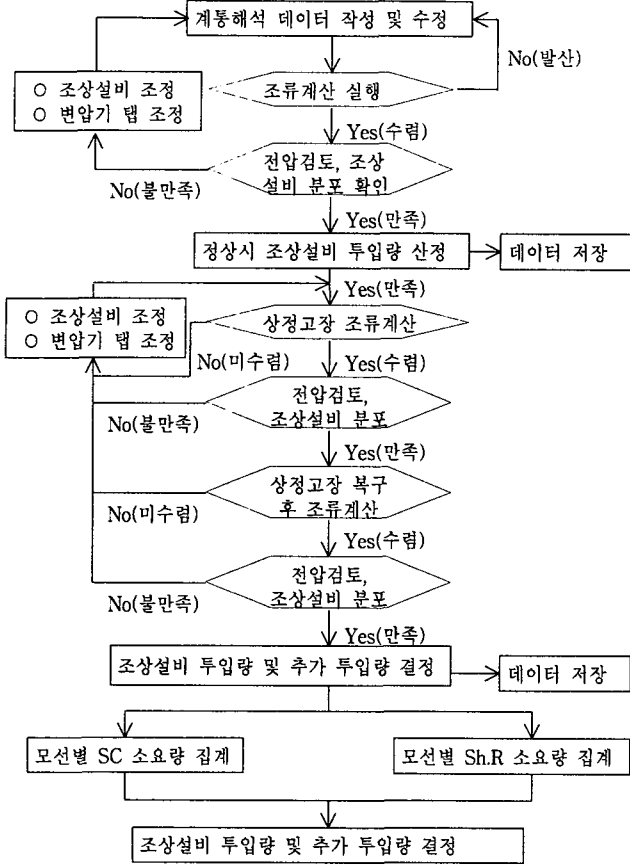 계통해석 데이터 작성 및 수정
No(발산)
○ 조상설비 조정
○ 변압기 탭 조정
조류계산 실행
Yes(수렴)
전압검토, 조상
설비 분포 확인
No(불만족)
Yes(만족)
정상시 조상설비 투입량 산정
데이터 저장
Yes(만족)
○ 조상설비 조정
○ 변압기 탭 조정
상정고장 조류계산
No(미수렴)
Yes(수렴)
전압검토,
조상설비 분포
No(불만족)
Yes(만족)
상정고장 복구
후 조류계산
No(미수렴)
Yes(수렴)
전압검토,
조상설비 분포
No(불만족)
Yes(만족)
조상설비 투입량 및 추가 투입량 결정
데이터 저장
모선별 SC 소요량 집계
모선별 Sh.R 소요량 집계
조상설비 투입량 및 추가 투입량 결정